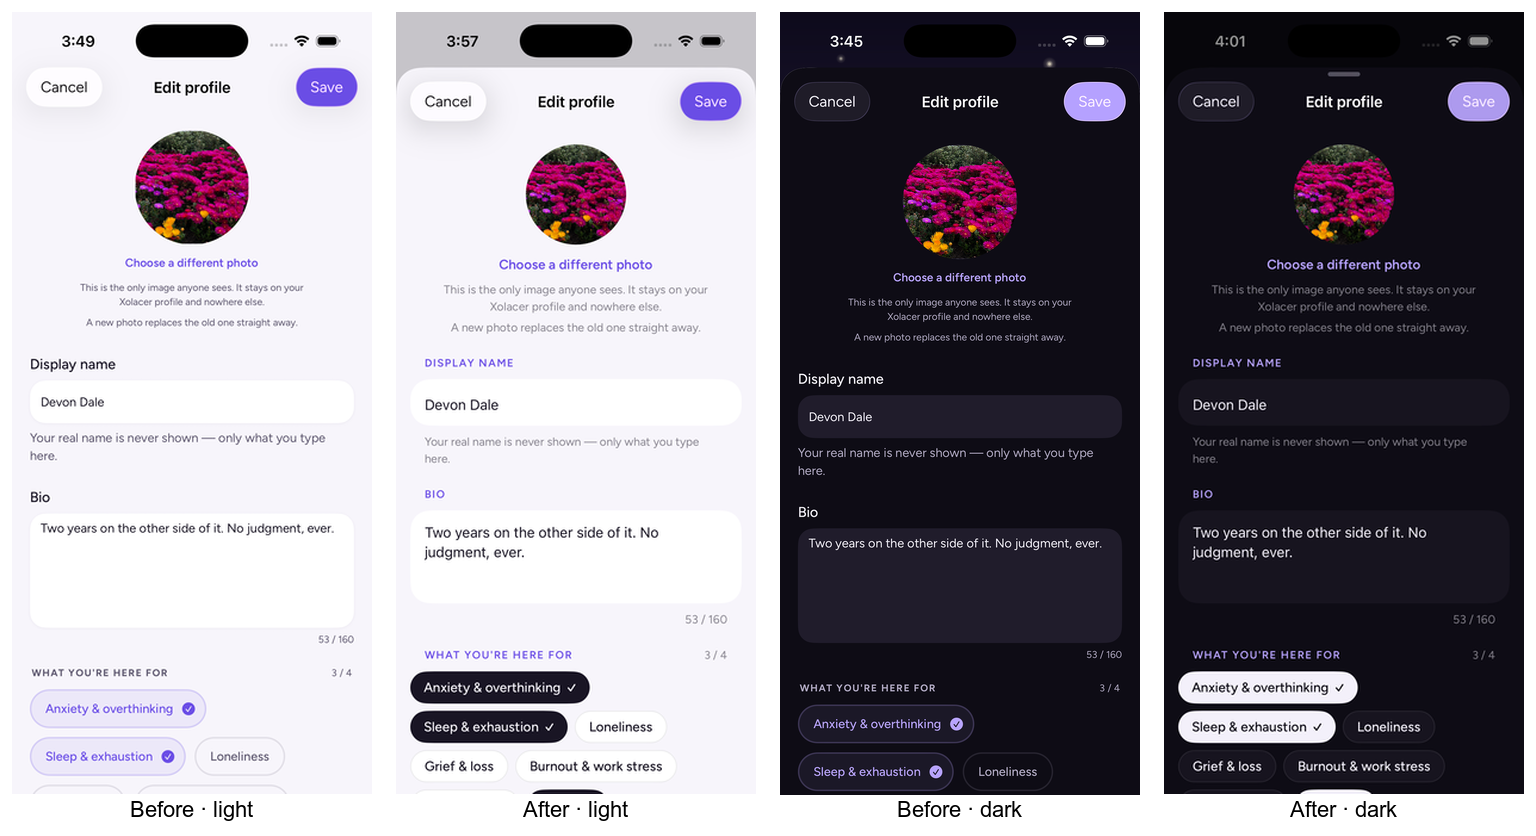 3:49
Cancel
Edit profile
Save
Choose a different photo
This is the only image anyone sees. It stays on your
Xolacer profile and nowhere else.
A new photo replaces the old one straight away.
Display name
Devon Dale
Your real name is never shown — only what you type
here.
Bio
Two years on the other side of it. No judgment, ever.
53 / 160
WHAT YOU'RE HERE FOR
3 / 4
Anxiety & overthinking
Sleep & exhaustion
Loneliness
Before · light
3:57
Cancel
Edit profile
Save
Choose a different photo
This is the only image anyone sees. It stays on your
Xolacer profile and nowhere else.
A new photo replaces the old one straight away.
DISPLAY NAME
Devon Dale
Your real name is never shown — only what you type
here.
BIO
Two years on the other side of it. No
judgment, ever.
53 / 160
WHAT YOU'RE HERE FOR
3 / 4
Anxiety & overthinking
Sleep & exhaustion
Loneliness
Grief & loss
Burnout & work stress
After · light
3:45
Cancel
Edit profile
Save
Choose a different photo
This is the only image anyone sees. It stays on your
Xolacer profile and nowhere else.
A new photo replaces the old one straight away.
Display name
Devon Dale
Your real name is never shown — only what you type
here.
Bio
Two years on the other side of it. No judgment, ever.
53 / 160
WHAT YOU'RE HERE FOR
3 / 4
Anxiety & overthinking
Sleep & exhaustion
Loneliness
Before · dark
4:01
Cancel
Edit profile
Save
Choose a different photo
This is the only image anyone sees. It stays on your
Xolacer profile and nowhere else.
A new photo replaces the old one straight away.
DISPLAY NAME
Devon Dale
Your real name is never shown — only what you type
here.
BIO
Two years on the other side of it. No
judgment, ever.
53 / 160
WHAT YOU'RE HERE FOR
3 / 4
Anxiety & overthinking
Sleep & exhaustion
Loneliness
Grief & loss
Burnout & work stress
After · dark